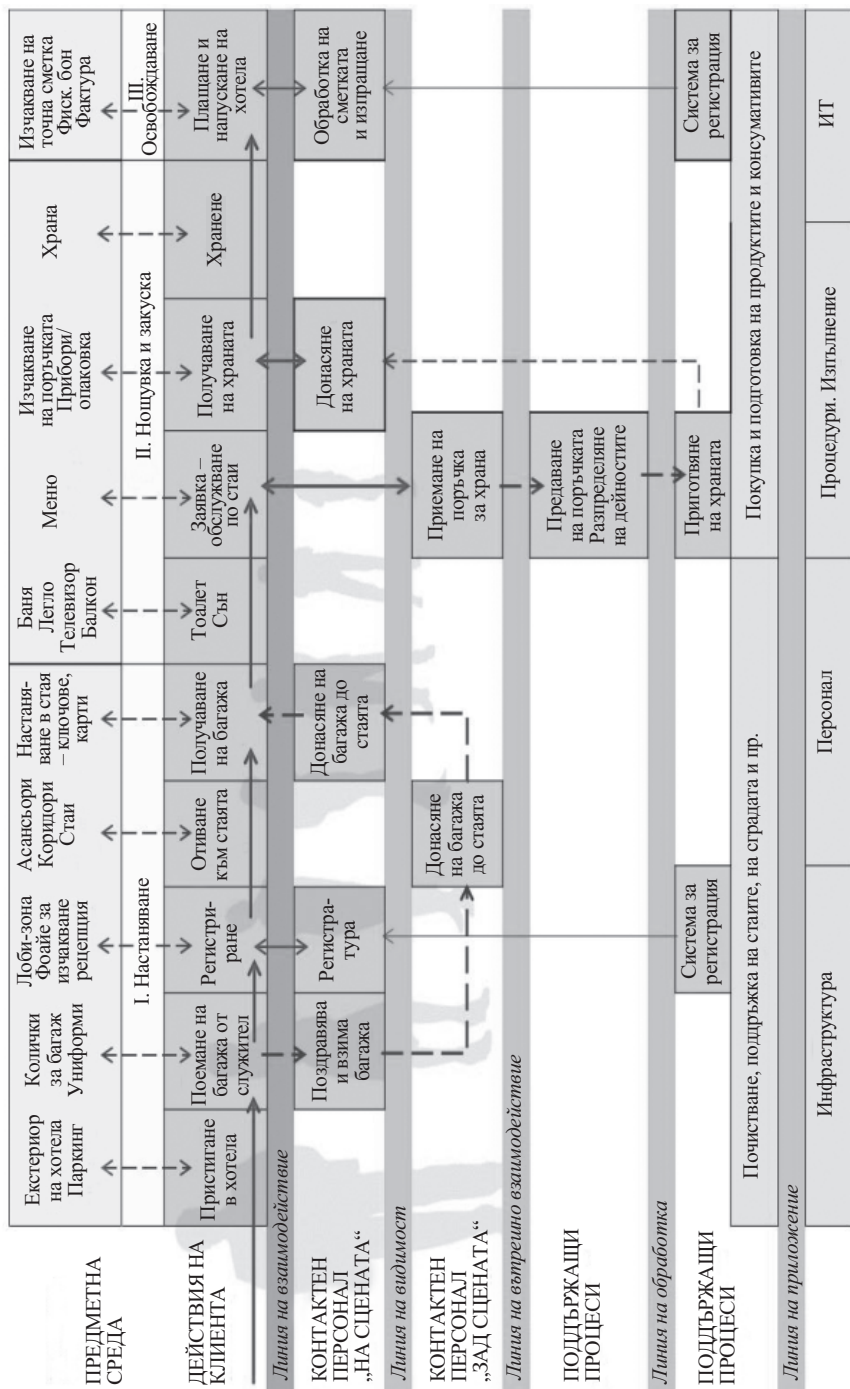 ПРЕДМЕТНА
СРЕДА
Екстериор
на хотела
Паркинг
Колички
за багаж
Униформи
Лоби-зона
Фоайе за
изчакване
рецепция
Асансьори
Коридори
Стаи
Настаня-
ване в стая
– ключове,
карти
Баня
Легло
Телевизор
Балкон
Меню
Изчакване
на поръчката
Прибори/
опаковка
Храна
Изчакване на
точна сметка
Фиск. бон
Фактура
I. Настаняване
II. Нощувка и закуска
III.
Освобождаване
ДЕЙСТВИЯ НА
КЛИЕНТА
Пристигане
в хотела
Поемане на
багажа от
служител
Регистри-
ране
Отиване
към стаята
Получаване
на багажа
Тоалет
Сън
Заявка –
обслужване
по стаи
Получаване
на храната
Хранене
Плащане и
напускане на
хотела
Линия на взаимодействие
КОНТАКТЕН
ПЕРСОНАЛ
„НА СЦЕНАТА“
Поздравява
и взима
багажа
Регистра-
тура
Донасяне на
багажа до
стаята
Донасяне
на храната
Обработка на
сметката
и изпращане
Линия на видимост
КОНТАКТЕН
ПЕРСОНАЛ
„ЗАД СЦЕНАТА“
Донасяне
на багажа
до стаята
Приемане на
поръчка
за храна
Линия на вътрешно взаимодействие
ПОДДЪРЖАЩИ
ПРОЦЕСИ
Предаване
на поръчката
Разпределяне
на дейностите
Линия на обработка
ПОДДЪРЖАЩИ
ПРОЦЕСИ
Система за
регистрация
Приготвяне
на храната
Система за
регистрация
Почистване, поддръжка на стаите, на сградата и пр.
Покупка и подготовка на продуктите и консумативите
Линия на приложение
Инфраструктура
Персонал
Процедури. Изпълнение
ИТ